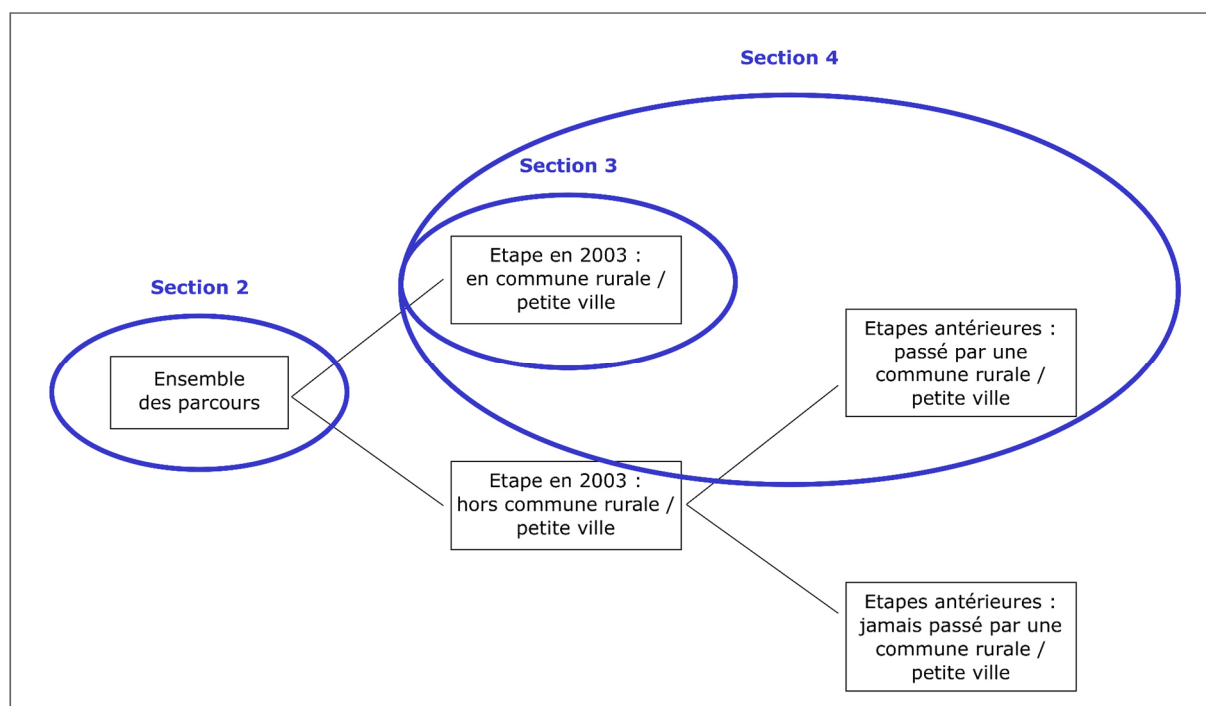 Section 4
Section 3
Etape en 2003 :
en commune rurale /
petite ville
Section 2
Ensemble
des parcours
Etapes antérieures :
passé par une
commune rurale /
petite ville
Etape en 2003 :
hors commune rurale /
petite ville
Etapes antérieures :
jamais passé par une
commune rurale /
petite ville